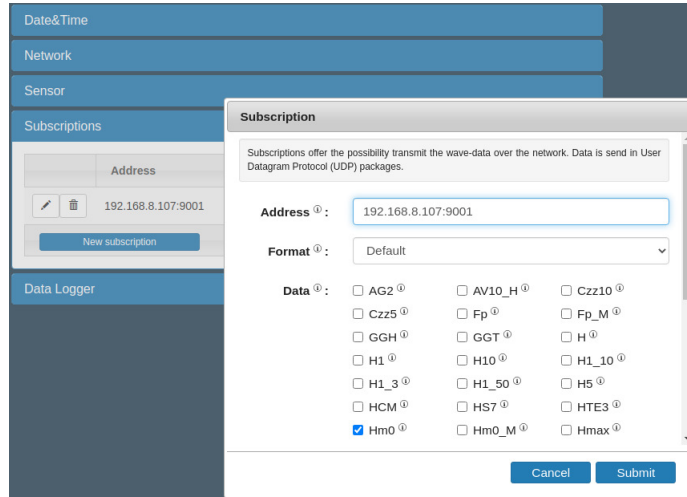 Date&Time
Network
Sensor
Subscriptions
Address
192.168.8.107:9001
New subscription
Data Logger
Subscription
Subscriptions offer the possibility transmit the wave-data over the network. Data is send in User
Datagram Protocol (UDP) packages.
Address ⓘ : 192.168.8.107:9001
Format ⓘ : Default
Data ⓘ : AG2 ⓘ AV10_H ⓘ Czz10 ⓘ
Czz5 ⓘ Fp ⓘ Fp_M ⓘ
GGH ⓘ GGT ⓘ H ⓘ
H1 ⓘ H10 ⓘ H1_10 ⓘ
H1_3 ⓘ H1_50 ⓘ H5 ⓘ
HCM ⓘ HS7 ⓘ HTE3 ⓘ
Hm0 ⓘ Hm0_M ⓘ Hmax ⓘ
Cancel Submit